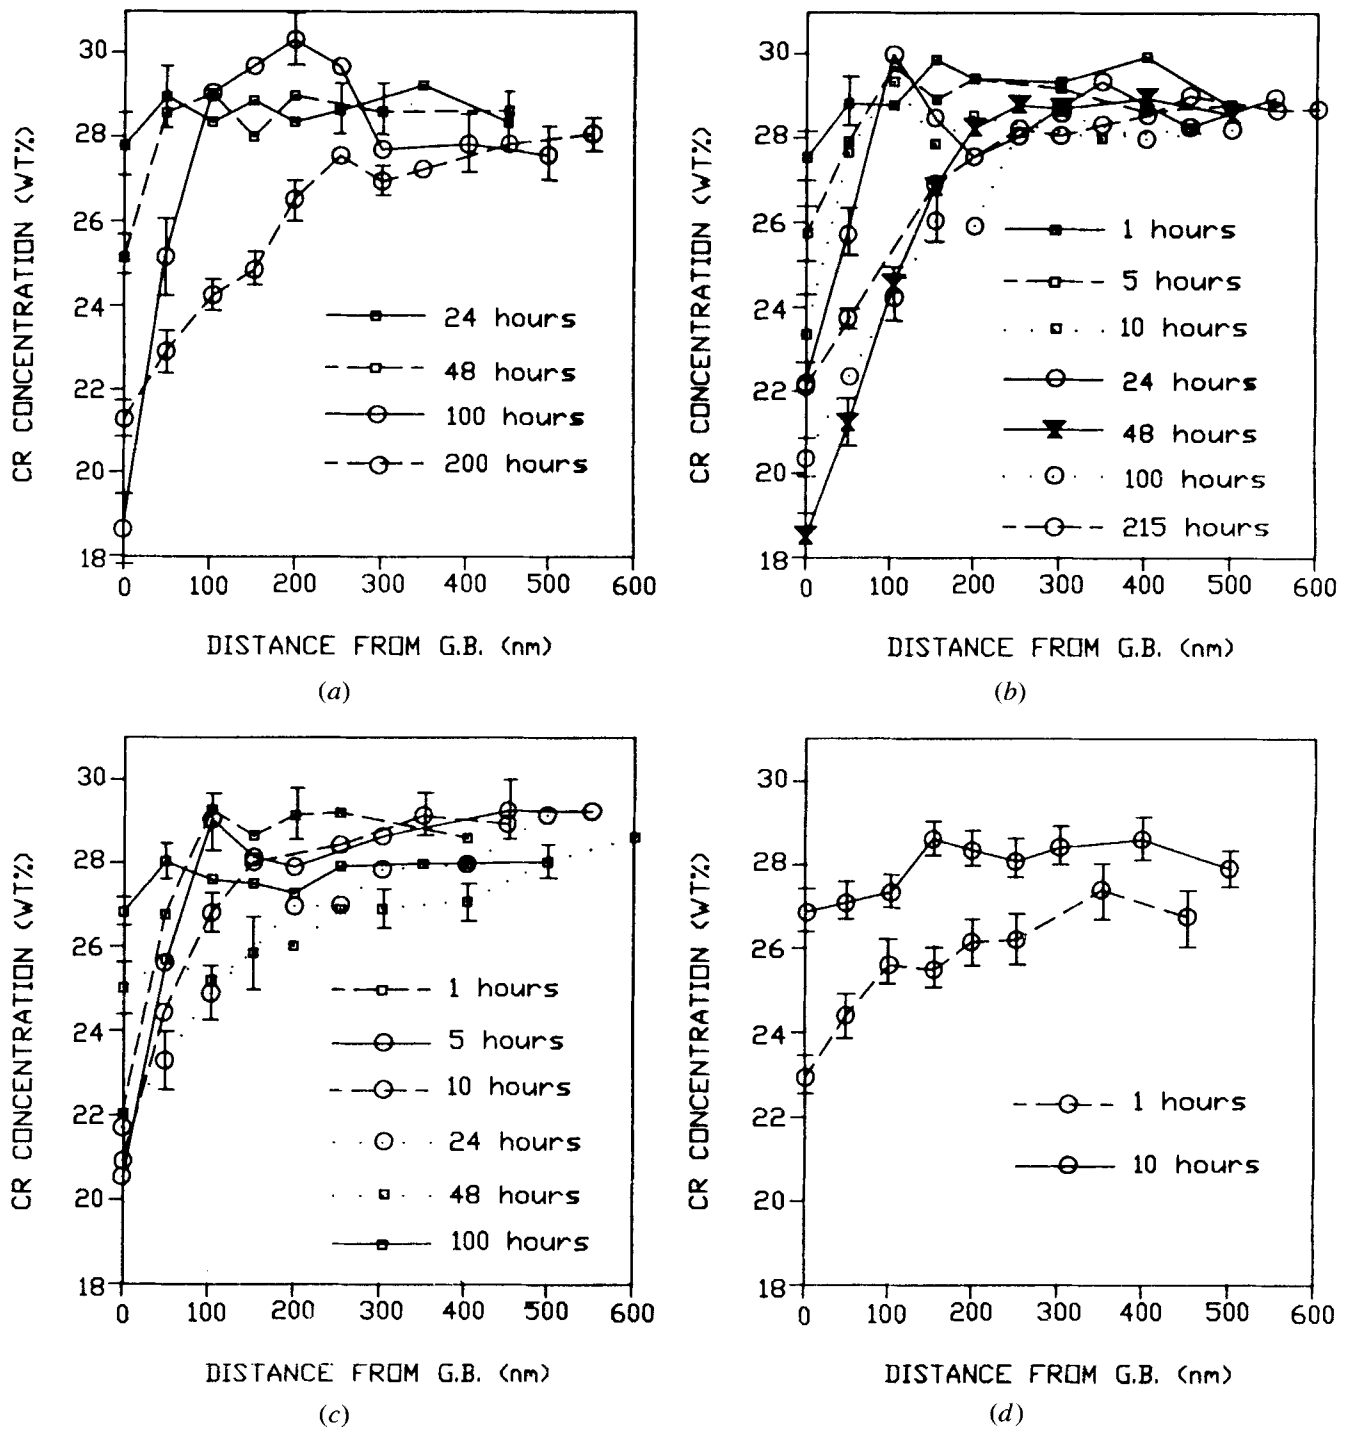 30
28
26
24
22
20
18
CR CONCENTRATION (WT%)
24 hours
48 hours
100 hours
200 hours
0 100 200 300 400 500 600
DISTANCE FROM G.B. (nm)
(a)
30
28
26
24
22
20
18
CR CONCENTRATION (WT%)
1 hours
5 hours
10 hours
24 hours
48 hours
100 hours
215 hours
0 100 200 300 400 500 600
DISTANCE FROM G.B. (nm)
(b)
30
28
26
24
22
20
18
CR CONCENTRATION (WT%)
1 hours
5 hours
10 hours
24 hours
48 hours
100 hours
0 100 200 300 400 500 600
DISTANCE FROM G.B. (nm)
(c)
30
28
26
24
22
20
18
CR CONCENTRATION (WT%)
1 hours
10 hours
0 100 200 300 400 500 600
DISTANCE FROM G.B. (nm)
(d)